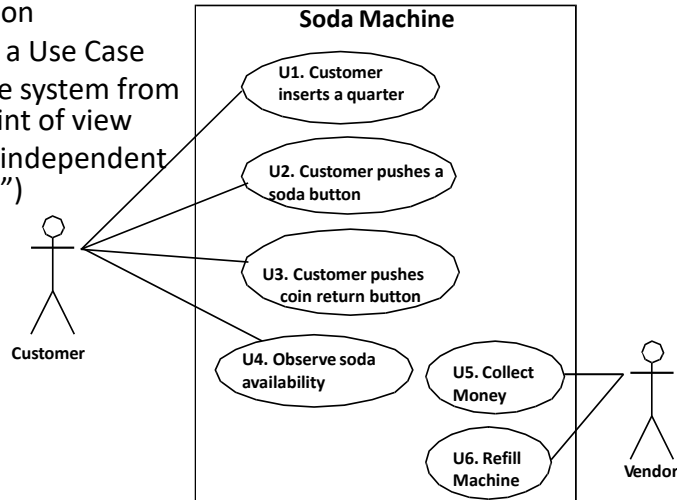 on
a Use Case
e system from
int of view
independent
”)
Soda Machine
U1. Customer
inserts a quarter
U2. Customer pushes a
soda button
U3. Customer pushes
coin return button
U4. Observe soda
availability
Customer
U5. Collect
Money
U6. Refill
Machine
Vendor